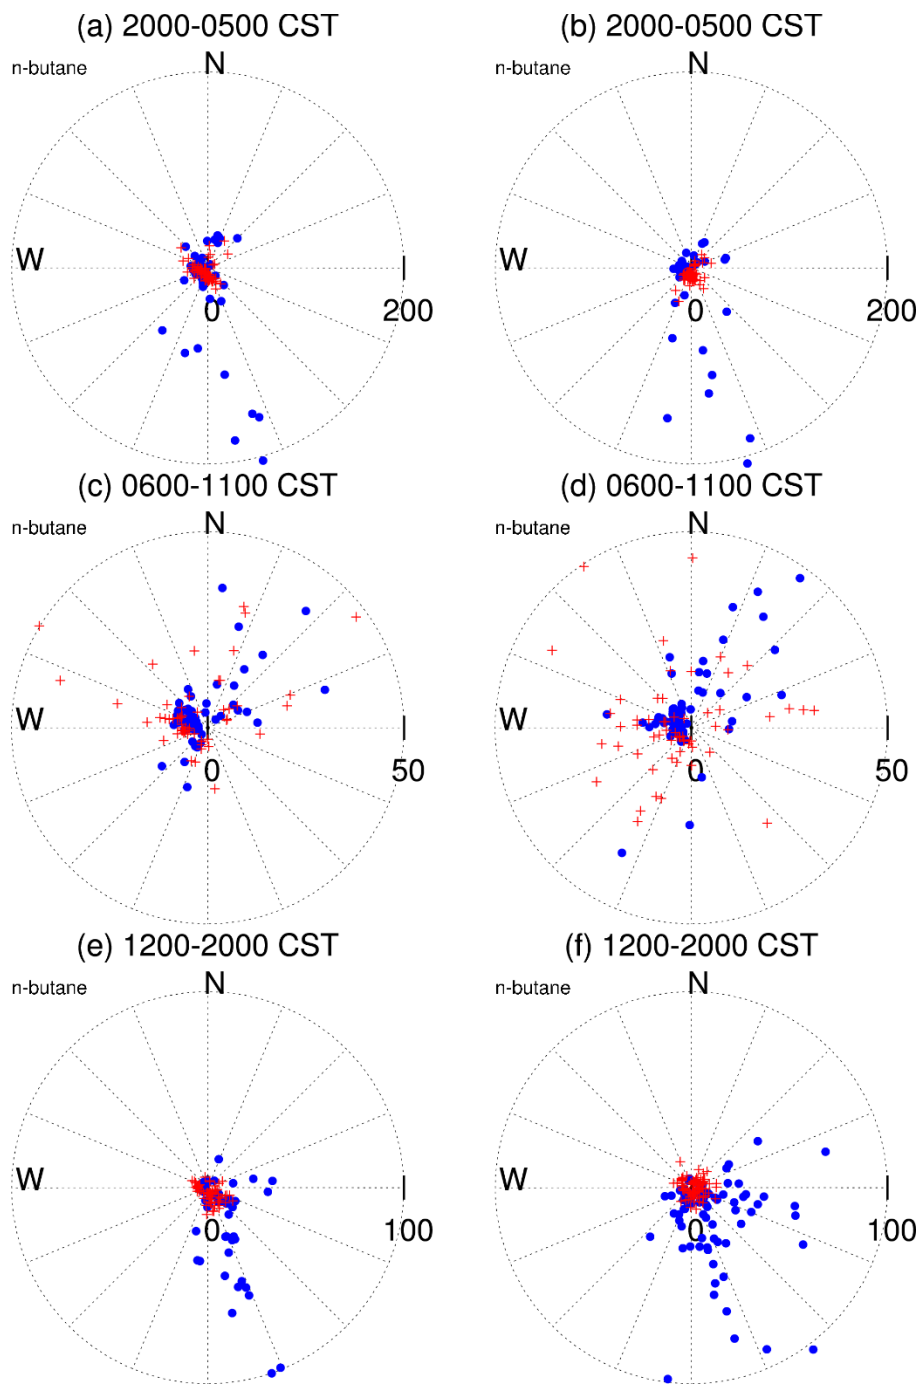 (a) 2000-0500 CST
n-butane
N
W
0
200
(b) 2000-0500 CST
n-butane
N
W
0
200
(c) 0600-1100 CST
n-butane
N
W
0
50
(d) 0600-1100 CST
n-butane
N
W
0
50
(e) 1200-2000 CST
n-butane
N
W
0
100
(f) 1200-2000 CST
n-butane
N
W
0
100